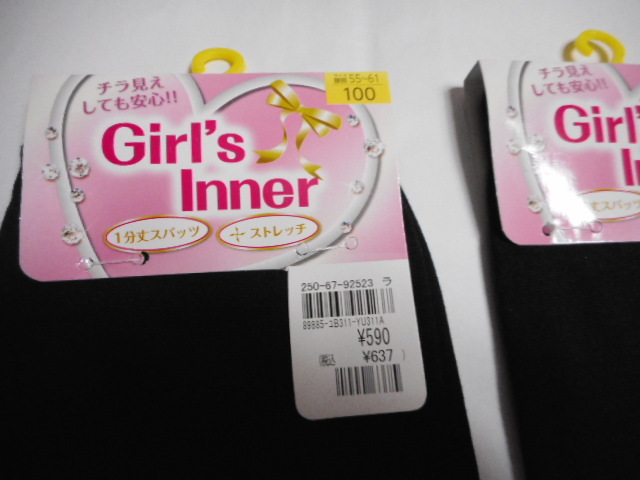 チラ見え
しても安心!!
55~61
100
Girl's
Inner
1分丈スパッツ
ストレッチ
250-67-92523 ラ
¥590
(税込 ¥637 )
チラ見え
しても安心!!
Girl's